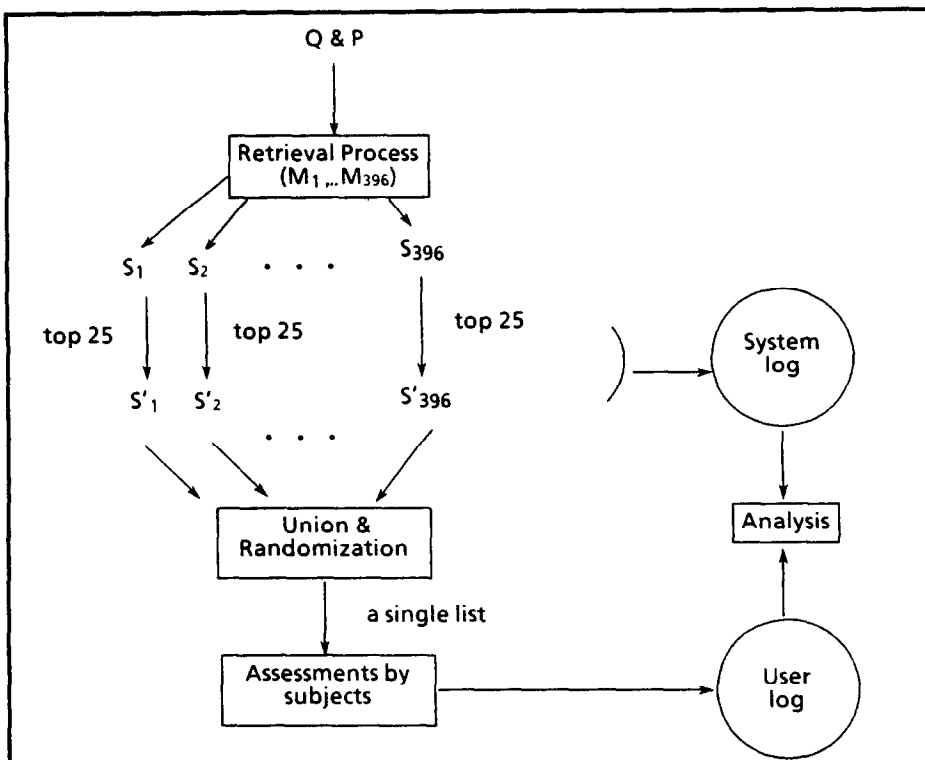 Q & P
Retrieval Process
(M1,..M396)
S1 S2 . . . S396
top 25 top 25 top 25
System
log
S'1 S'2 . . . S'396
Union &
Randomization
Analysis
a single list
Assessments by
subjects
User
log